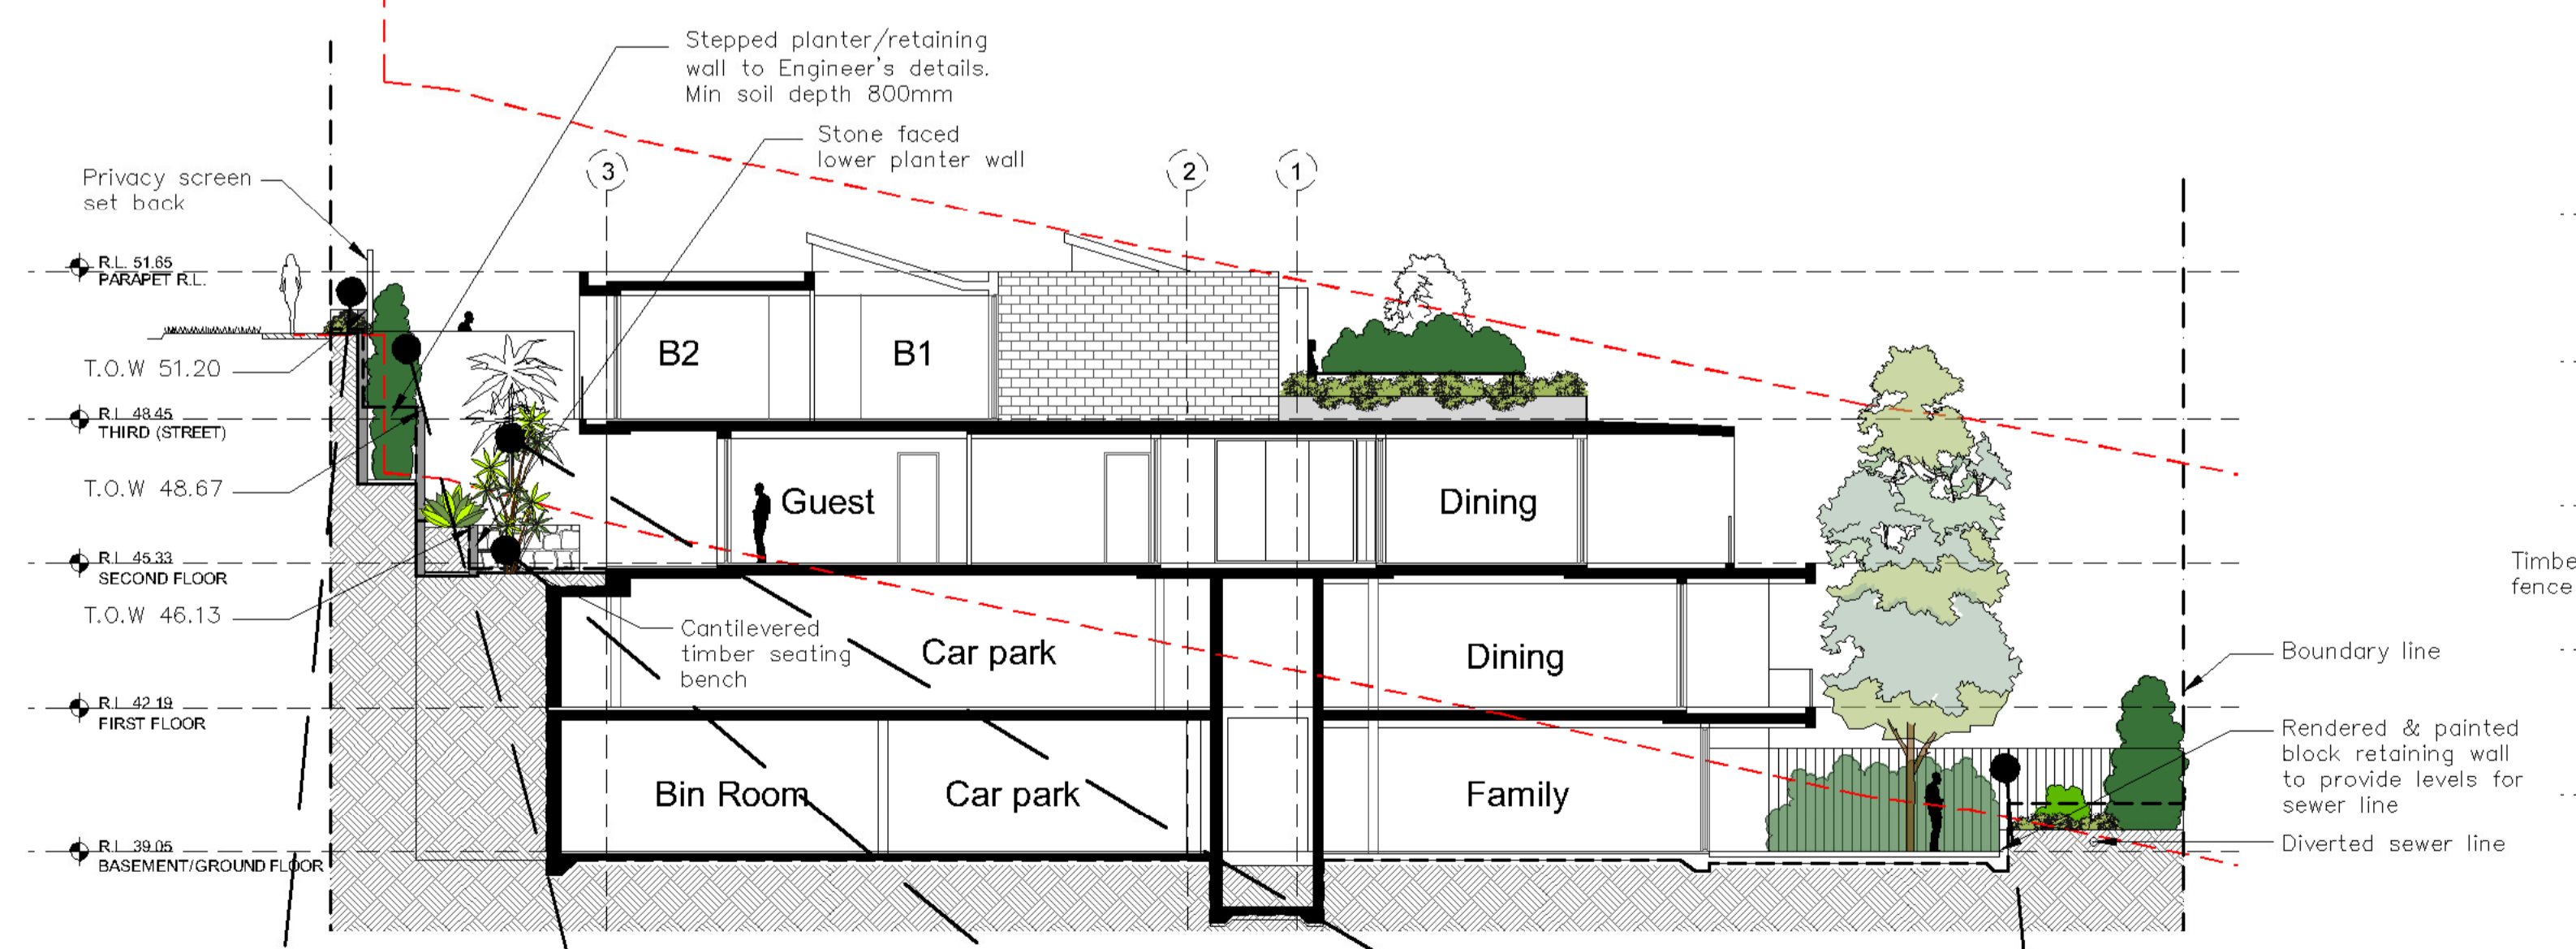 Stepped planter/retaining
wall to Engineer's details.
Min soil depth 800mm
Stone faced
lower planter wall
Privacy screen
set back
3
2
1
R.L. 51.65
PARAPET R.L.
T.O.W 51.20
B2
B1
R.L. 48.45
THIRD (STREET)
T.O.W 48.67
Guest
Dining
R.L. 45.33
SECOND FLOOR
T.O.W 46.13
Cantilevered
timber seating
bench
Car park
Dining
Boundary line
R.L. 42.19
FIRST FLOOR
Rendered & painted
block retaining wall
to provide levels for
sewer line
Bin Room
Car park
Family
Diverted sewer line
R.L. 39.05
BASEMENT/GROUND FLOOR
fence